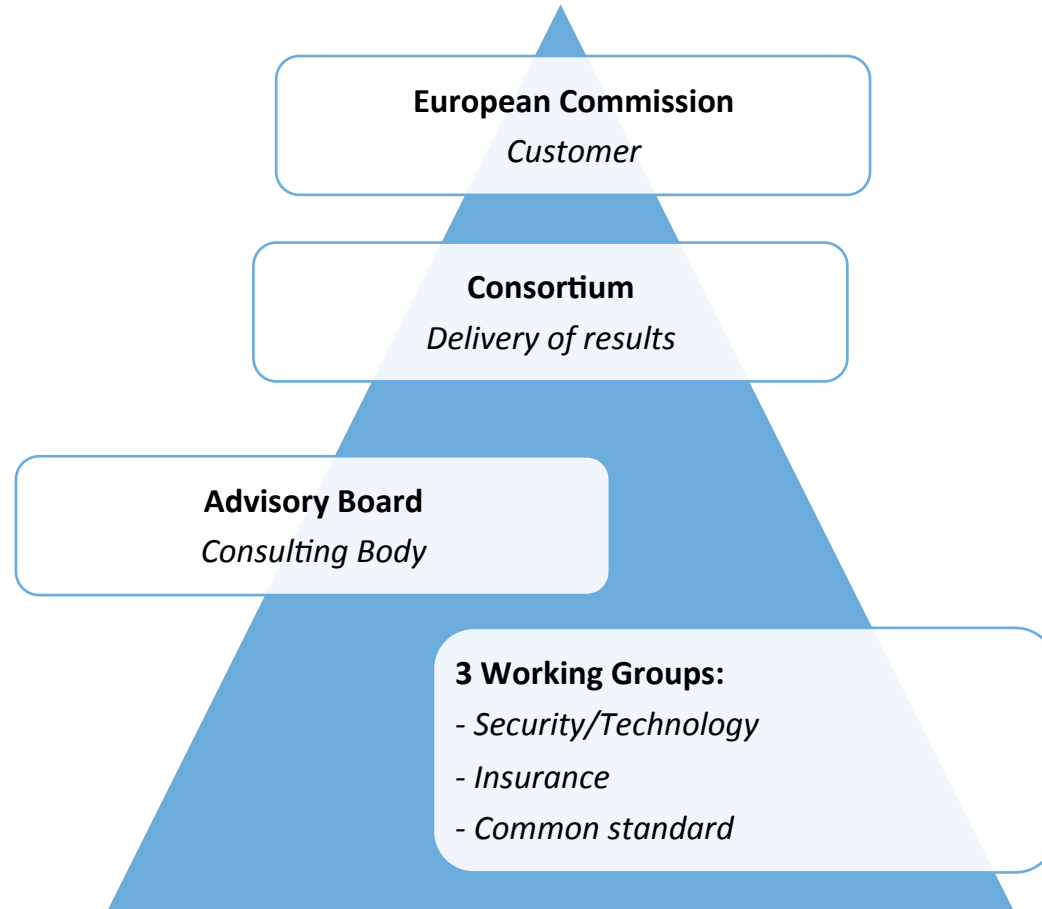 European Commission
Customer
Consortium
Delivery of results
Advisory Board
Consulting Body
3 Working Groups:
- Security/Technology
- Insurance
- Common standard